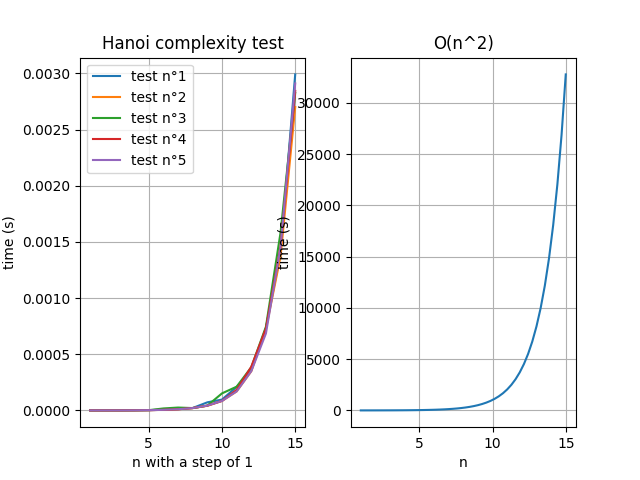 Hanoi complexity test
0.0030
0.0025
0.0020
0.0015
0.0010
0.0005
0.0000
time (s)
test n°1
test n°2
test n°3
test n°4
test n°5
5
10
15
n with a step of 1
O(n^2)
30000
25000
20000
15000
10000
5000
0
time (s)
5
10
15
n